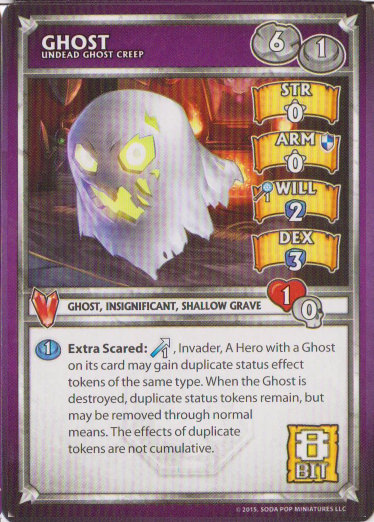 GHOST
UNDEAD GHOST CREEP
6 1
STR
0
ARM
0
WILL
2
DEX
3
1
0
GHOST, INSIGNIFICANT, SHALLOW GRAVE
1 Extra Scared: , Invader, A Hero with a Ghost
on its card may gain duplicate status effect
tokens of the same type. When the Ghost is
destroyed, duplicate status tokens remain, but
may be removed through normal
means. The effects of duplicate
tokens are not cumulative.
8
BIT
© 2015, SODA POP MINIATURES LLC